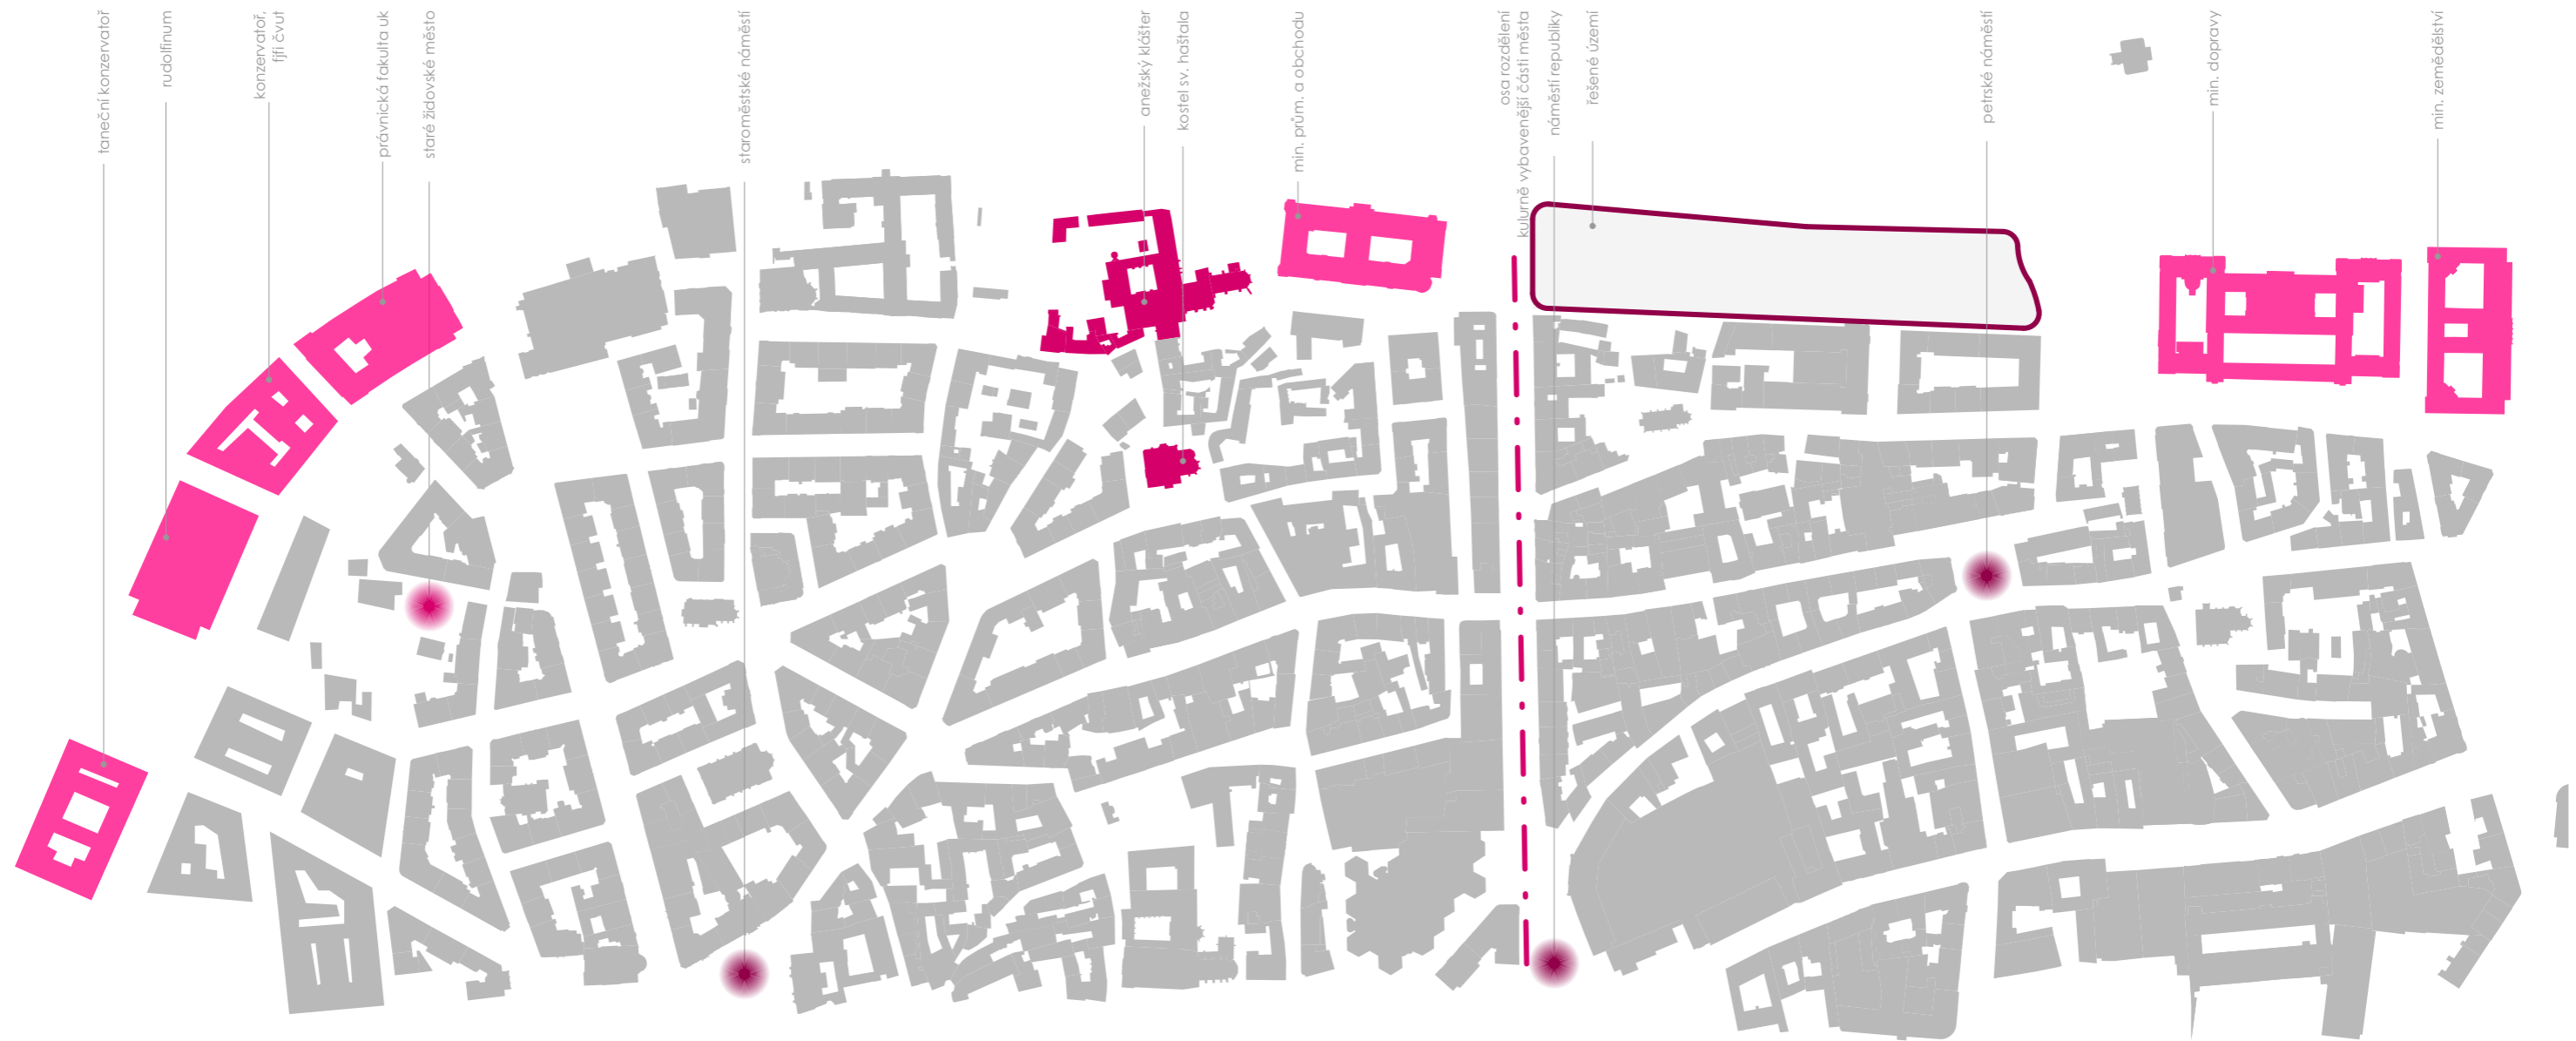 taneční konzervatoř
rudolfinum
konzervatoř,
fjfi čvut
právnická fakulta uk
staré židovské město
staroměstské náměstí
anežský klášter
kostel sv. haštala
min. prům. a obchodu
osa rozdělení
kulurně vybavenější části města
náměstí republiky
řešené území
petrské náměstí
min. dopravy
min. zemědělství